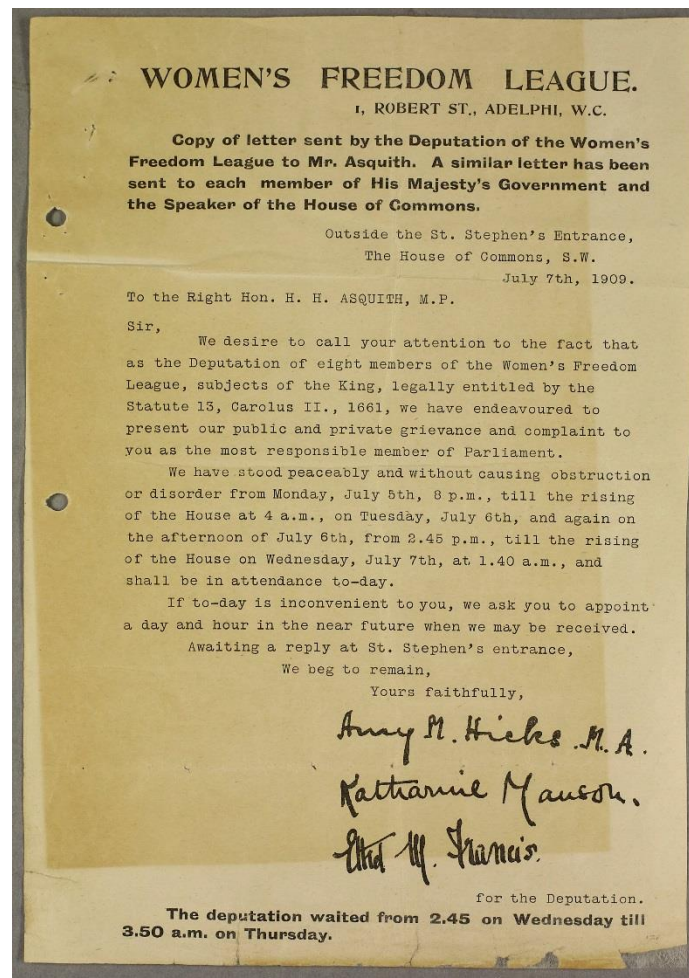 WOMEN'S FREEDOM LEAGUE.
1, ROBERT ST., ADELPHI, W.C.
Copy of letter sent by the Deputation of the Women's
Freedom League to Mr. Asquith. A similar letter has been
sent to each member of His Majesty's Government and
the Speaker of the House of Commons.
Outside the St. Stephen's Entrance,
The House of Commons, S.W.
July 7th, 1909.
To the Right Hon. H. H. ASQUITH, M.P.
Sir,
We desire to call your attention to the fact that
as the Deputation of eight members of the Women's Freedom
League, subjects of the King, legally entitled by the
Statute 13, Carolus II., 1661, we have endeavoured to
present our public and private grievance and complaint to
you as the most responsible member of Parliament.
We have stood peaceably and without causing obstruction
or disorder from Monday, July 5th, 8 p.m., till the rising
of the House at 4 a.m., on Tuesday, July 6th, and again on
the afternoon of July 6th, from 2.45 p.m., till the rising
of the House on Wednesday, July 7th, at 1.40 a.m., and
shall be in attendance to-day.
If to-day is inconvenient to you, we ask you to appoint
a day and hour in the near future when we may be received.
Awaiting a reply at St. Stephen's entrance,
We beg to remain,
Yours faithfully,
Amy M. Hicks. M.A.
Katharine Manson.
Ethel M. Francis.
for the Deputation.
The deputation waited from 2.45 on Wednesday till
3.50 a.m. on Thursday.